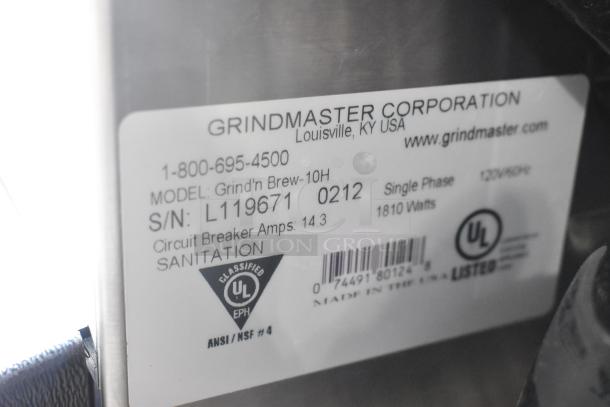 GRINDMASTER CORPORATION
Louisville, KY USA
1-800-695-4500
www.grindmaster.com
MODEL: Grind'n Brew-10H
S/N: L119671 0212
Single Phase
120V/60Hz
Circuit Breaker Amps: 14.3
1810 Watts
SANITATION
CLASSIFIED
UL
EPH
ANSI / NSF # 4
0 74491 80124 8
MADE IN THE USA
UL
LISTED
AUCTION GROUP